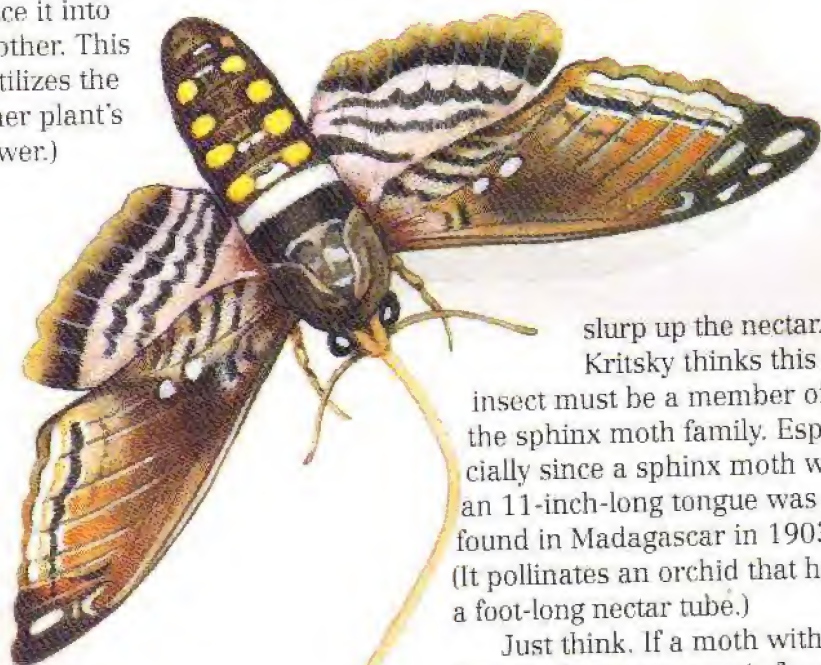 ce it into
other. This
tilizes the
her plant's
wer.)
slurp up the nectar.
Kritsky thinks this
insect must be a member of
the sphinx moth family. Espe
cially since a sphinx moth w
an 11-inch-long tongue was
found in Madagascar in 1903
(It pollinates an orchid that h
a foot-long nectar tube.)
Just think. If a moth with